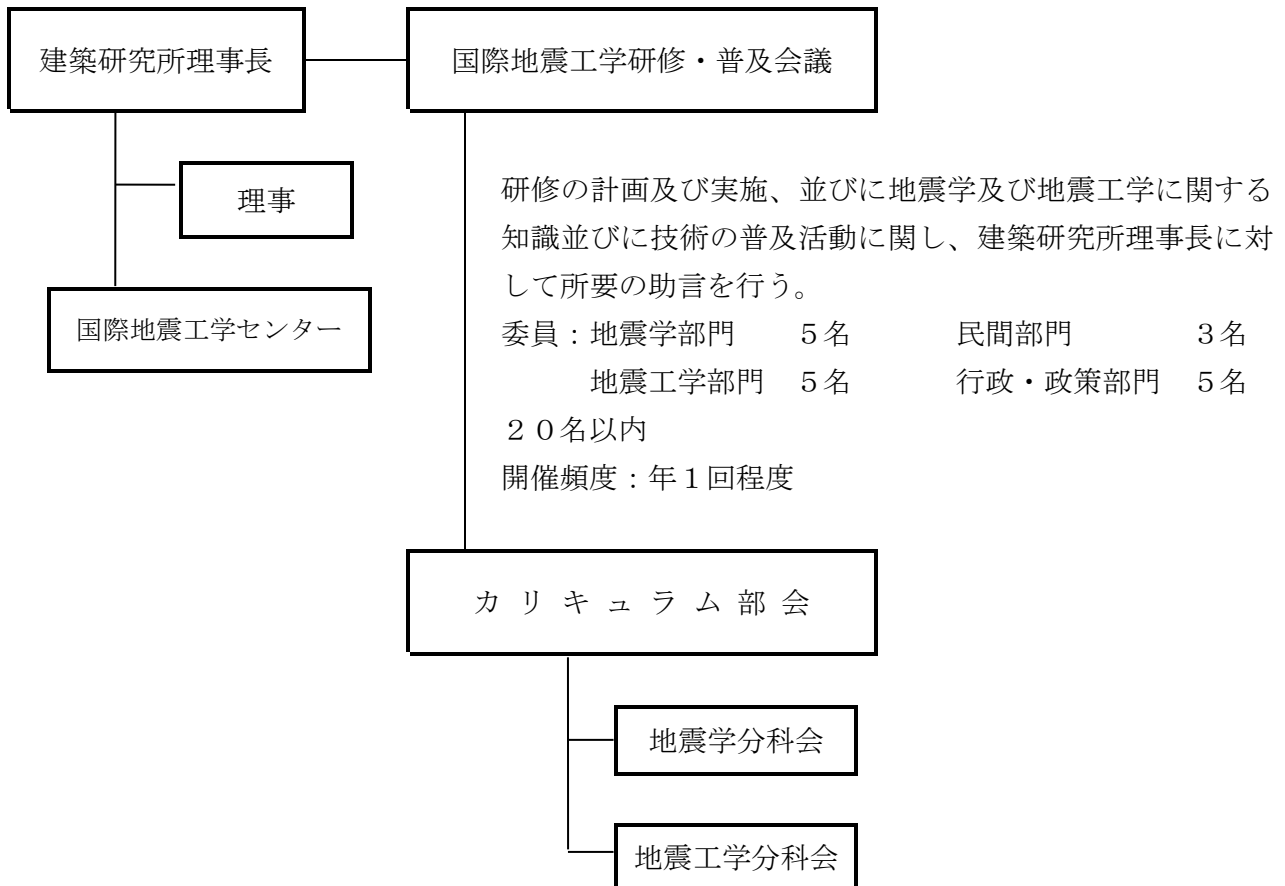 建築研究所理事長
国際地震工学研修・普及会議
理事
国際地震工学センター
研修の計画及び実施、並びに地震学及び地震工学に関する
知識並びに技術の普及活動に関し、建築研究所理事長に対
して所要の助言を行う。
委員：地震学部門　　５名　　　　民間部門　　　　　３名
地震工学部門　５名　　　　行政・政策部門　５名
２０名以内
開催頻度：年１回程度
カ リ キ ュ ラ ム 部 会
地震学分科会
地震工学分科会